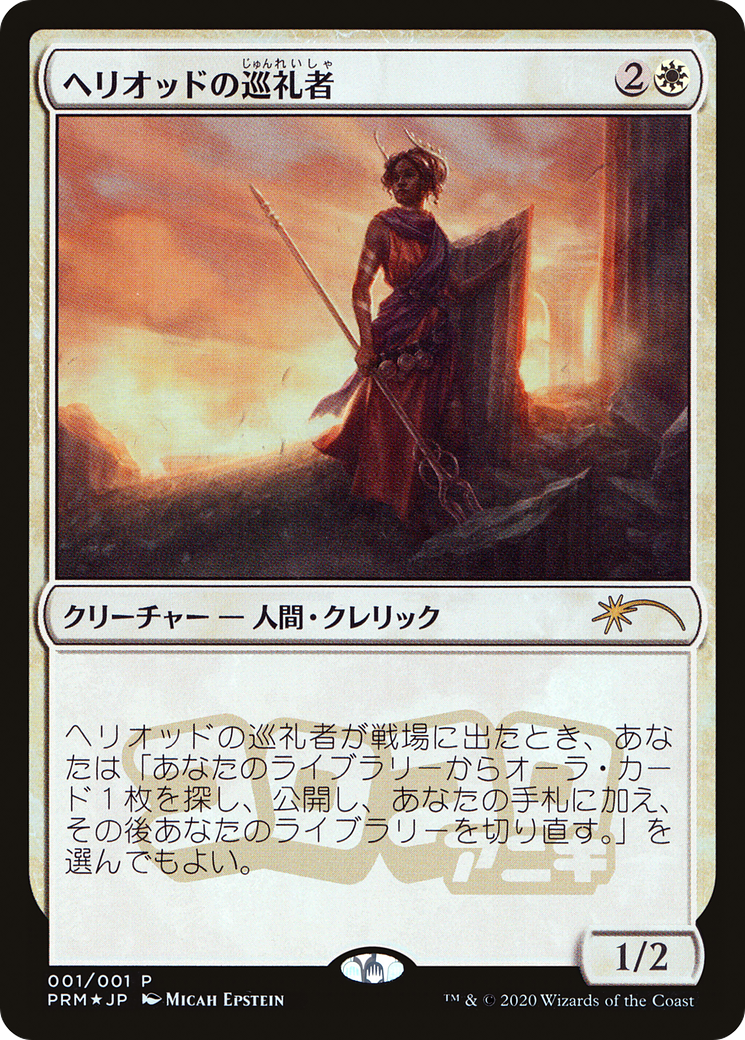 じゅんれいしゃ
ヘリオッドの巡礼者 2
クリーチャー — 人間・クレリック
ヘリオッドの巡礼者が戦場に出たとき、あな
たは「あなたのライブラリーからオーラ・カー
ド１枚を探し、公開し、あなたの手札に加え、
その後あなたのライブラリーを切り直す。」を
選んでもよい。
アニキ
1/2
001/001 P
PRM★JP Micah Epstein
™ & © 2020 Wizards of the Coast